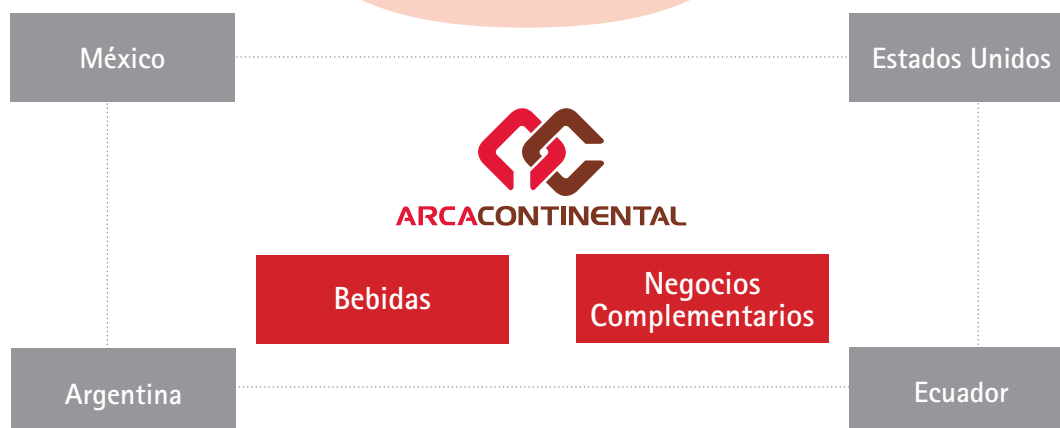 México
Estados Unidos
ARCACONTINENTAL
Bebidas
Negocios
Complementarios
Argentina
Ecuador